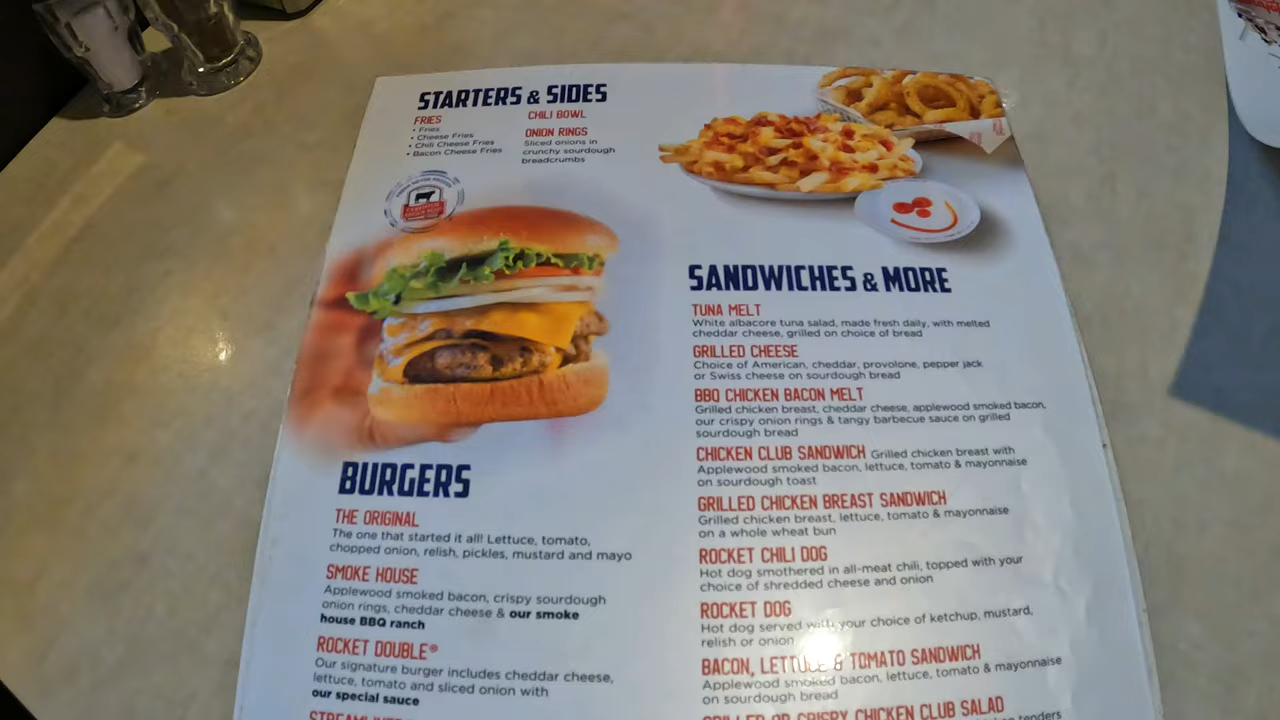 STARTERS & SIDES
FRIES
• Fries
• Cheese Fries
• Chili Cheese Fries
• Bacon Cheese Fries
CHILI BOWL
ONION RINGS
Sliced onions in
crunchy sourdough
breadcrumbs
BURGERS
THE ORIGINAL
The one that started it all! Lettuce, tomato,
chopped onion, relish, pickles, mustard and mayo
SMOKE HOUSE
Applewood smoked bacon, crispy sourdough
onion rings, cheddar cheese & our smoke
house BBQ ranch
ROCKET DOUBLE®
Our signature burger includes cheddar cheese,
lettuce, tomato and sliced onion with
our special sauce
SANDWICHES & MORE
TUNA MELT
White albacore tuna salad, made fresh daily, with melted
cheddar cheese, grilled on choice of bread
GRILLED CHEESE
Choice of American, cheddar, provolone, pepper jack
or Swiss cheese on sourdough bread
BBQ CHICKEN BACON MELT
Grilled chicken breast, cheddar cheese, applewood smoked bacon,
our crispy onion rings & tangy barbecue sauce on grilled
sourdough bread
CHICKEN CLUB SANDWICH Grilled chicken breast with
Applewood smoked bacon, lettuce, tomato & mayonnaise
on sourdough toast
GRILLED CHICKEN BREAST SANDWICH
Grilled chicken breast, lettuce, tomato & mayonnaise
on a whole wheat bun
ROCKET CHILI DOG
Hot dog smothered in all-meat chili, topped with your
choice of shredded cheese and onion
ROCKET DOG
Hot dog served with your choice of ketchup, mustard,
relish or onion
BACON, LETTUCE & TOMATO SANDWICH
Applewood smoked bacon, lettuce, tomato & mayonnaise
on sourdough bread
GRILLED OR CRISPY CHICKEN CLUB SALAD
tenders